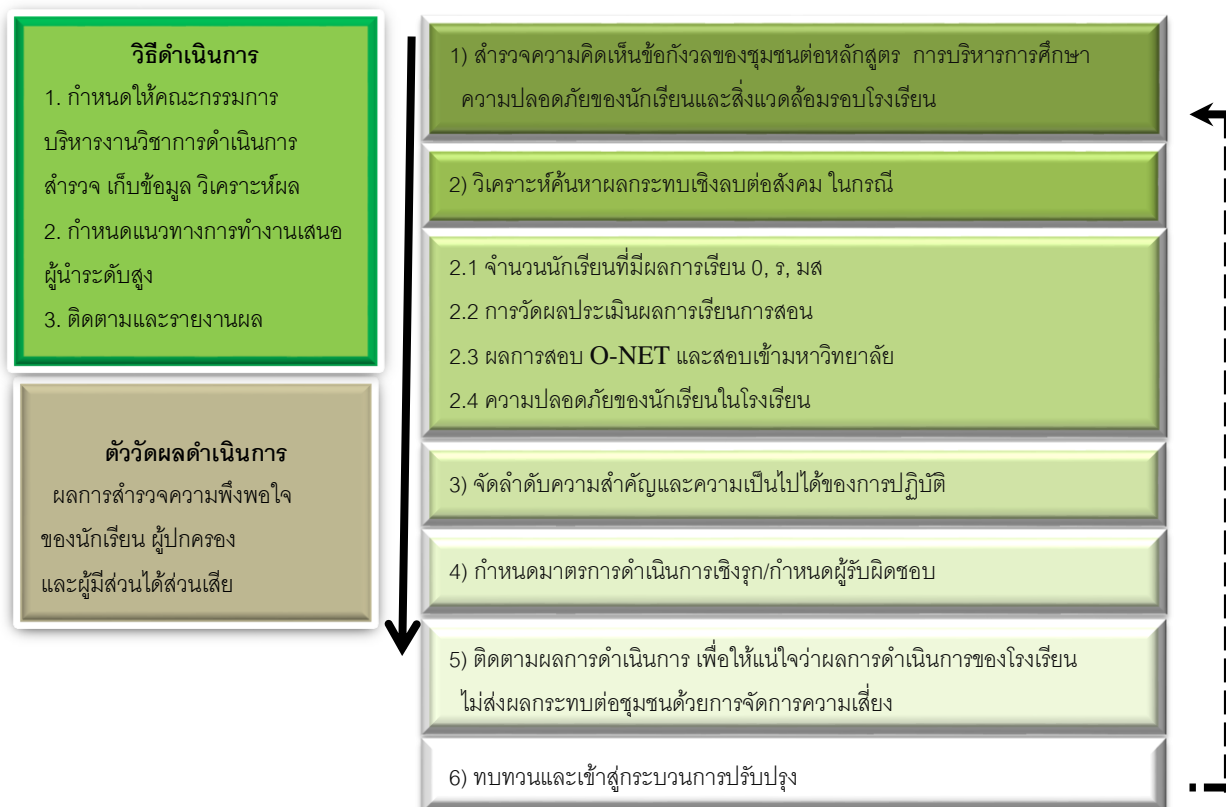 วิธีดำเนินการ
1. กำหนดให้คณะกรรมการ
บริหารงานวิชาการดำเนินการ
สำรวจ เก็บข้อมูล วิเคราะห์ผล
2. กำหนดแนวทางการทำงานเสนอ
ผู้นำระดับสูง
3. ติดตามและรายงานผล
ตัววัดผลดำเนินการ
ผลการสำรวจความพึงพอใจ
ของนักเรียน ผู้ปกครอง
และผู้มีส่วนได้ส่วนเสีย
1) สำรวจความคิดเห็นข้อกังวลของชุมชนต่อหลักสูตร การบริหารการศึกษา
ความปลอดภัยของนักเรียนและสิ่งแวดล้อมรอบโรงเรียน
2) วิเคราะห์ค้นหาผลกระทบเชิงลบต่อสังคม ในกรณี
2.1 จำนวนนักเรียนที่มีผลการเรียน 0, ร, มส
2.2 การวัดผลประเมินผลการเรียนการสอน
2.3 ผลการสอบ O-NET และสอบเข้ามหาวิทยาลัย
2.4 ความปลอดภัยของนักเรียนในโรงเรียน
3) จัดลำดับความสำคัญและความเป็นไปได้ของการปฏิบัติ
4) กำหนดมาตรการดำเนินการเชิงรุก/กำหนดผู้รับผิดชอบ
5) ติดตามผลการดำเนินการ เพื่อให้แน่ใจว่าผลการดำเนินการของโรงเรียน
ไม่ส่งผลกระทบต่อชุมชนด้วยการจัดการความเสี่ยง
6) ทบทวนและเข้าสู่กระบวนการปรับปรุง